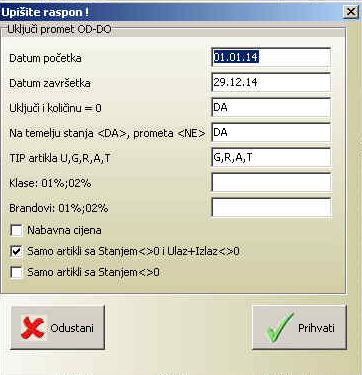 Upišite raspon !
Uključi promet OD-DO
Datum početka 01.01.14
Datum završetka 29.12.14
Uključi i količinu = 0 DA
Na temelju stanja <DA>, prometa <NE> DA
TIP artikla U,G,R,A,T G,R,A,T
Klase: 01%;02%
Brandovi: 01%;02%
Nabavna cijena
Samo artikli sa Stanjem<>0 i Ulaz+Izlaz<>0
Samo artikli sa Stanjem<>0
Odustani Prihvati